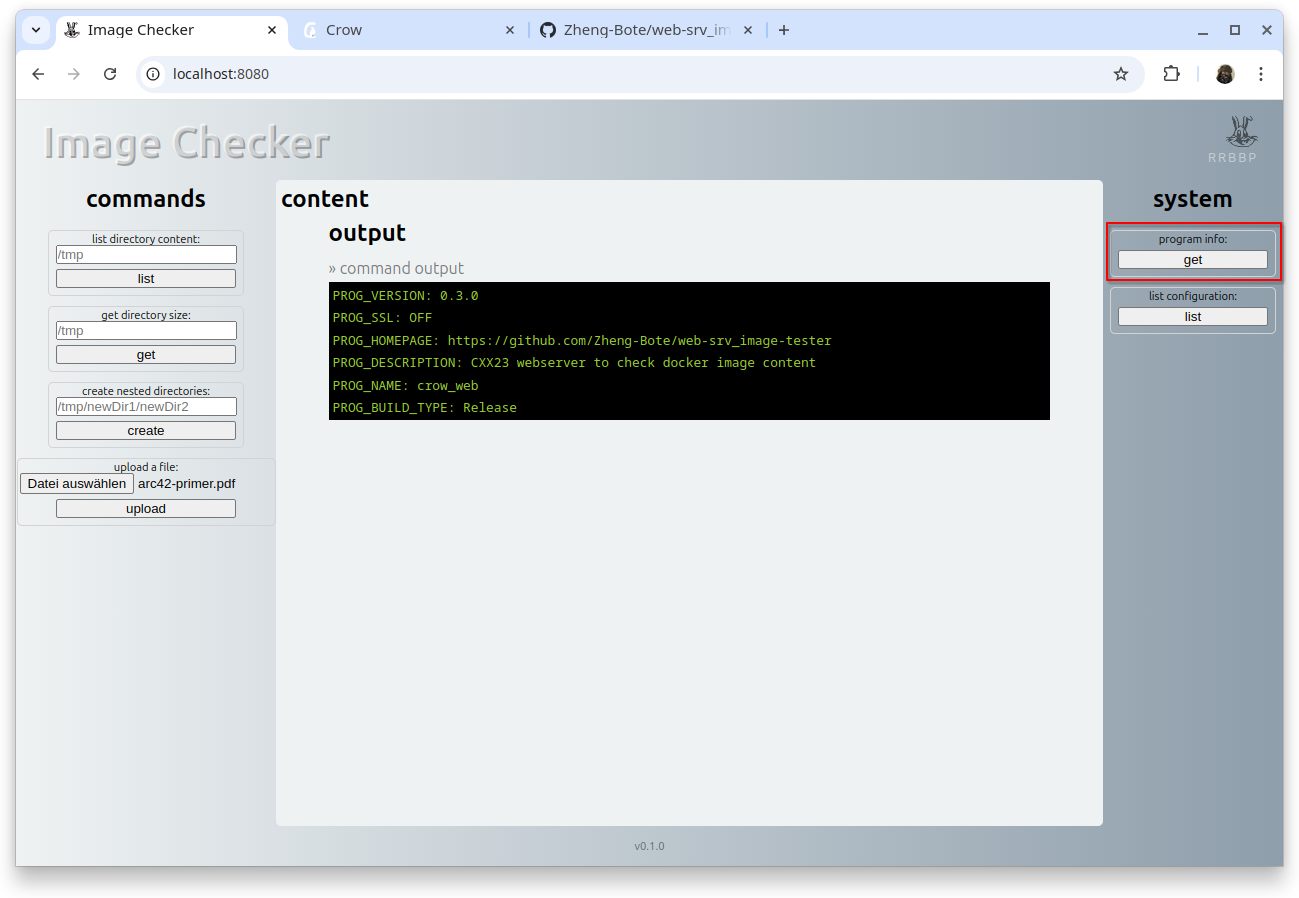 Image Checker
Crow
Zheng-Bote/web-srv_im
localhost:8080
Image Checker
RRBBP
commands
list directory content:
/tmp
list
get directory size:
/tmp
get
create nested directories:
/tmp/newDir1/newDir2
create
upload a file:
Datei auswählen arc42-primer.pdf
upload
content
output
» command output
PROG_VERSION: 0.3.0
PROG_SSL: OFF
PROG_HOMEPAGE: https://github.com/Zheng-Bote/web-srv_image-tester
PROG_DESCRIPTION: CXX23 webserver to check docker image content
PROG_NAME: crow_web
PROG_BUILD_TYPE: Release
system
program info:
get
list configuration:
list
v0.1.0